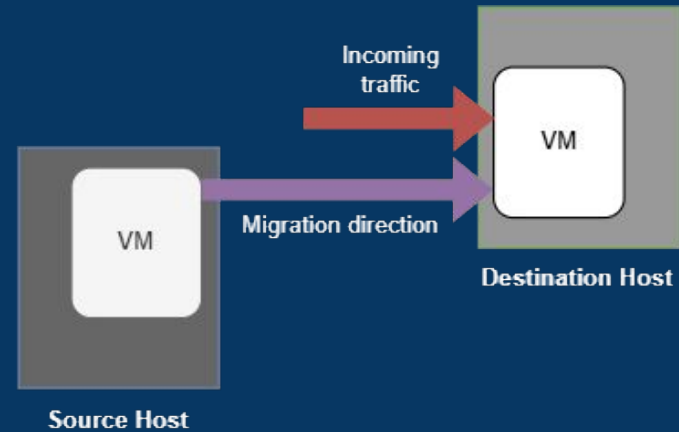 Incoming
traffic
VM
VM
Migration direction
Destination Host
Source Host